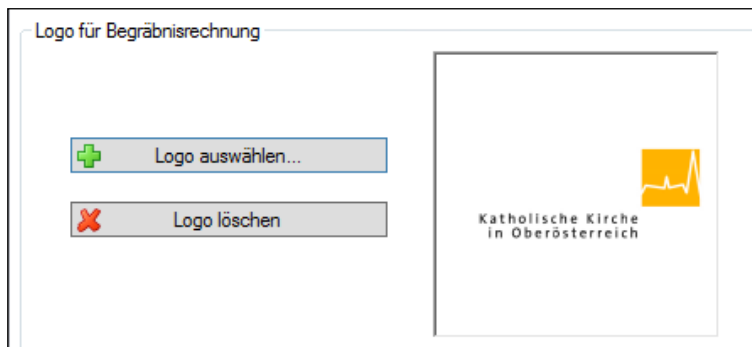 Logo für Begräbnisrechnung
Logo auswählen...
Logo löschen
Katholische Kirche
in Oberösterreich